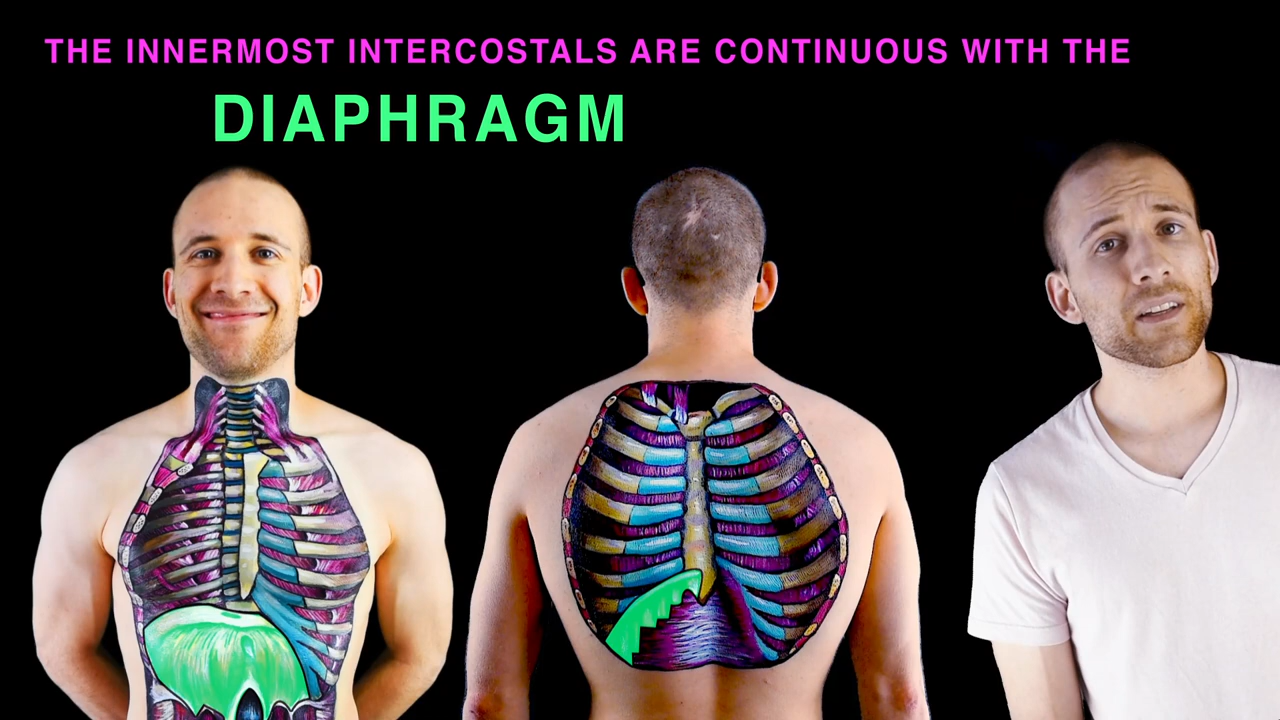 THE INNERMOST INTERCOSTALS ARE CONTINUOUS WITH THE
DIAPHRAGM